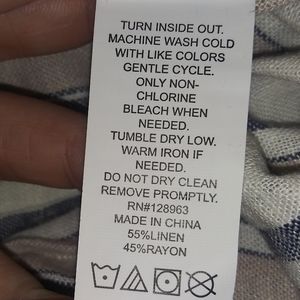 TURN INSIDE OUT.
MACHINE WASH COLD
WITH LIKE COLORS
GENTLE CYCLE.
ONLY NON-
CHLORINE
BLEACH WHEN
NEEDED.
TUMBLE DRY LOW.
WARM IRON IF
NEEDED.
DO NOT DRY CLEAN
REMOVE PROMPTLY.
RN#128963
MADE IN CHINA
55%LINEN
45%RAYON